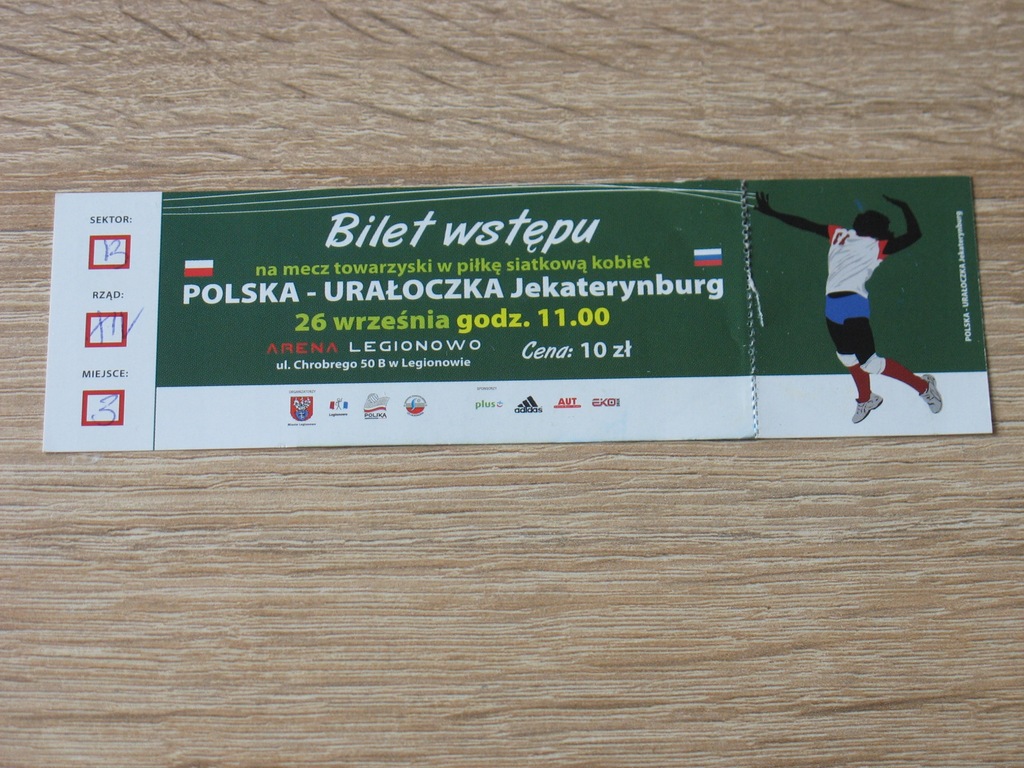 SEKTOR:
RZĄD:
MIEJSCE:
3
Bilet wstępu
na mecz towarzyski w piłkę siatkową kobiet
POLSKA - URAŁOCZKA Jekaterynburg
26 września godz. 11.00
ARENA LEGIONOWO
ul. Chrobrego 50 B w Legionowie
Cena: 10 zł
plus
adidas
AUT
EKO
POLSKA - URAŁOCZKA Jekaterynburg